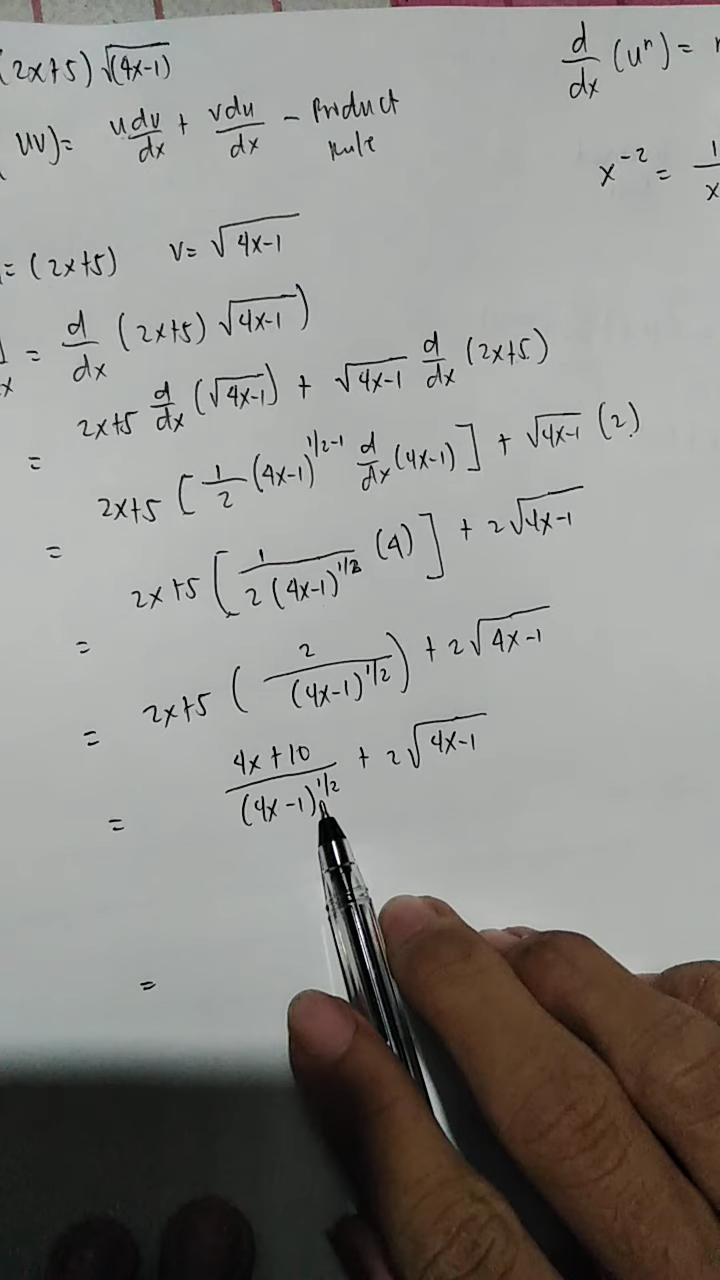 (2x+5) √(4x-1)
d/dx (uⁿ) =
uv) = udv/dx + vdu/dx - Product Rule
x⁻² = 1/x
= (2x+5) v = √4x-1
= d/dx (2x+5) √4x-1)
= 2x+5 d/dx (√4x-1) + √4x-1 d/dx (2x+5)
= 2x+5 [1/2 (4x-1)^1/2-1 d/dx (4x-1)] + √4x-1 (2)
= 2x+5 [1/2(4x-1)^1/2 (4)] + 2√4x-1
= 2x+5 (2/(4x-1)^1/2) + 2√4x-1
= 4x+10/(4x-1)^1/2 + 2√4x-1
=